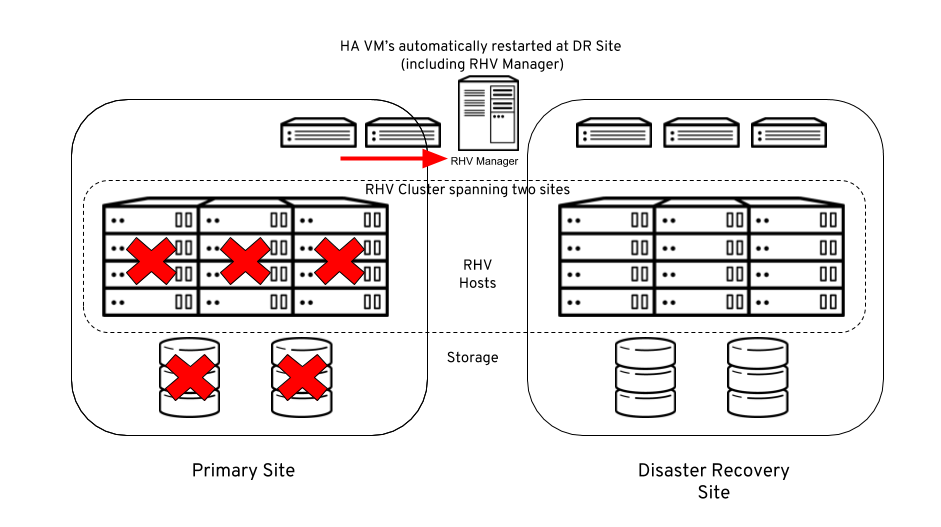 HA VM's automatically restarted at DR Site
(including RHV Manager)
RHV Manager
RHV Cluster spanning two sites
RHV
Hosts
Storage
Primary Site
Disaster Recovery
Site